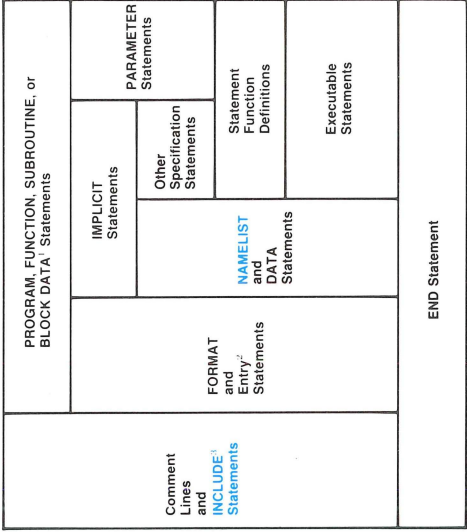 PROGRAM, FUNCTION, SUBROUTINE, or
BLOCK DATA¹ Statements
Comment
Lines
and
INCLUDE³
Statements
FORMAT
and
Entry²
Statements
IMPLICIT
Statements
PARAMETER
Statements
Other
Specification
Statements
NAMELIST
and
DATA
Statements
Statement
Function
Definitions
Executable
Statements
END Statement